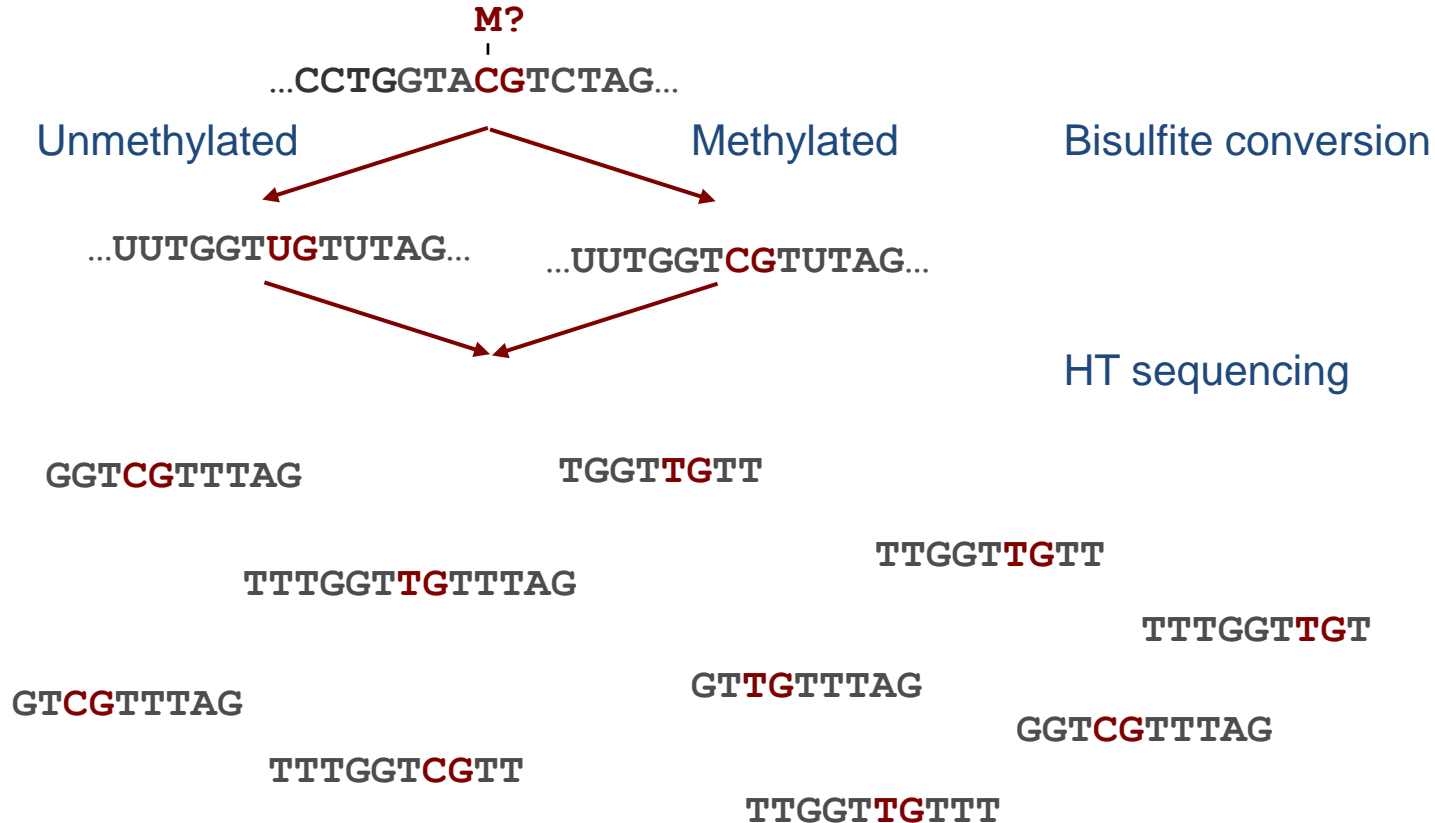 M?
...CCTGGTACGTCTAG...
Unmethylated Methylated Bisulfite conversion
...UUTGGTUGTUTAG... ...UUTGGTCGTUTAG...
HT sequencing
GGTCGTTTAG TGGTTGTT
TTGGTTGTT
TTTGGTTGTTTAG
TTTGGTTGT
GTTGTTTAG
GTCGTTTAG
GGTCGTTTAG
TTTGGTCGTT
TTGGTTGTTT